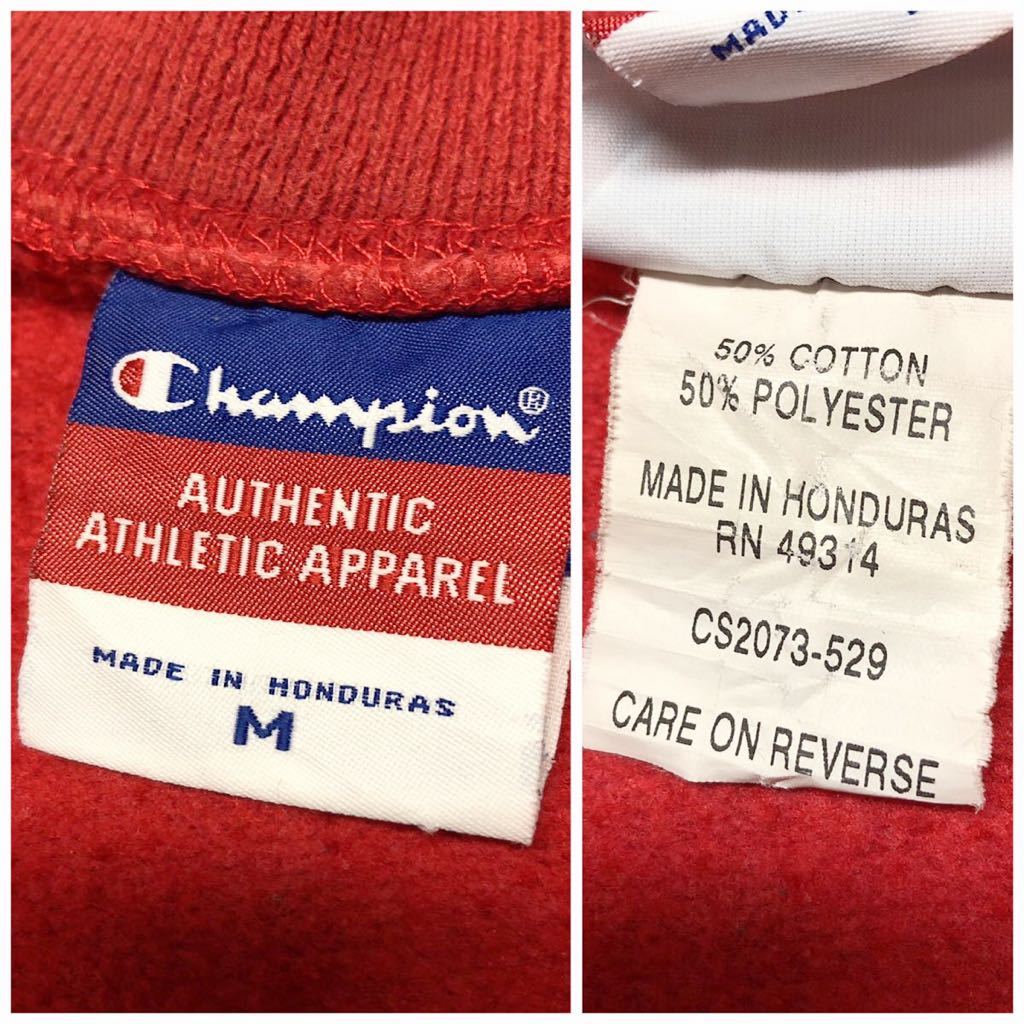 Champion®
AUTHENTIC
ATHLETIC APPAREL
MADE IN HONDURAS
M
MADE
50% COTTON
50% POLYESTER
MADE IN HONDURAS
RN 49314
CS2073-529
CARE ON REVERSE